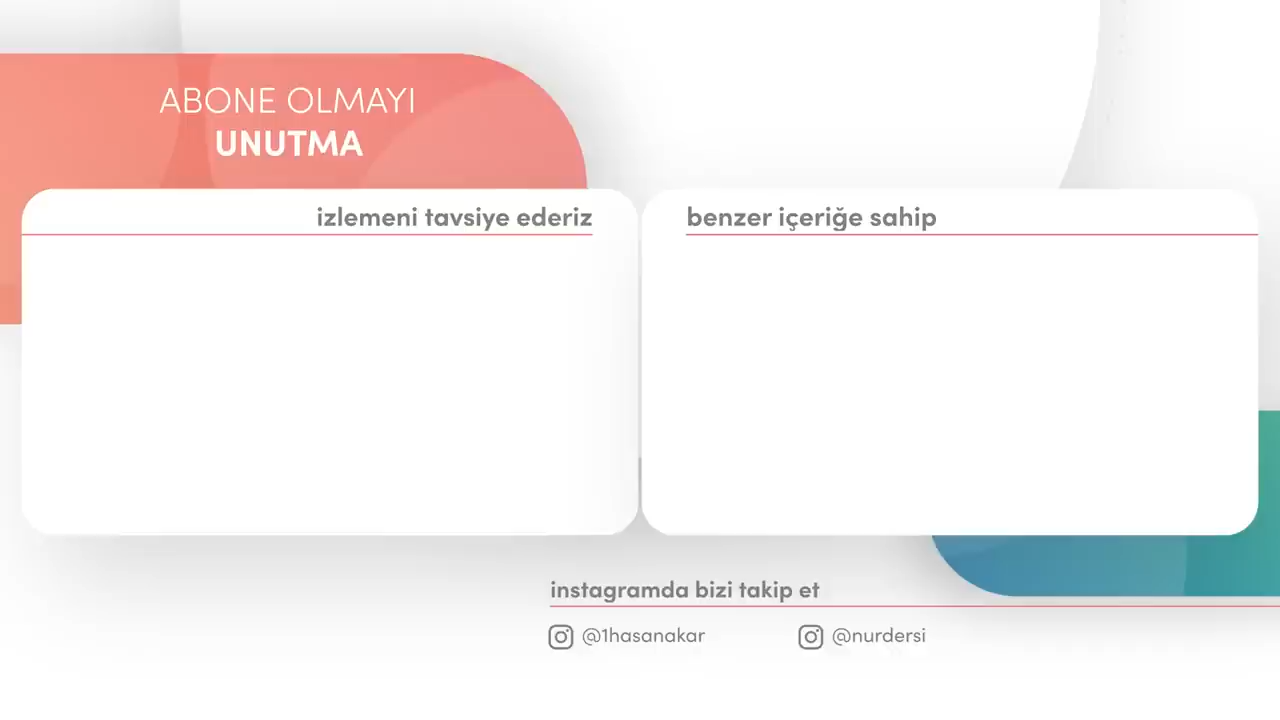 ABONE OLMAYI
UNUTMA
izlemeni tavsiye ederiz
benzer içeriğe sahip
instagramda bizi takip et
@1hasanakar
@nurdersi